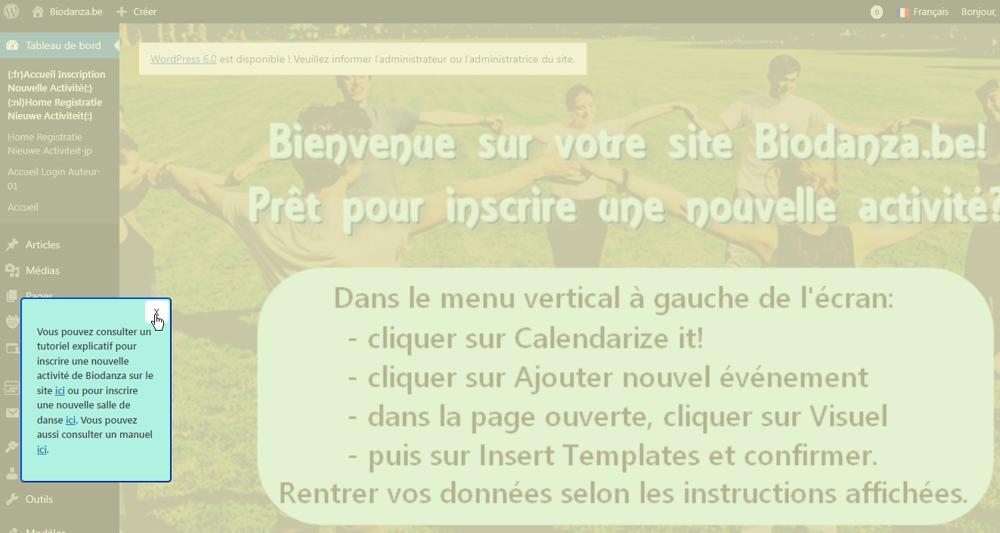 Biodanza.be
Créer
0
Français
Bonjour,
Tableau de bord
{:fr}Accueil Inscription
Nouvelle Activité{:}
{:nl}Home Registratie
Nieuwe Activiteit{:}
Home Registratie
Nieuwe Activiteit-jp
Accueil Login Auteur-
01
Accueil
Articles
Médias
Pages
Outils
Modèles
WordPress 6.0 est disponible ! Veuillez informer l'administrateur ou l'administratrice du site.
Bienvenue sur votre site Biodanza.be!
Prêt pour inscrire une nouvelle activité?
Dans le menu vertical à gauche de l'écran:
- cliquer sur Calendarize it!
- cliquer sur Ajouter nouvel événement
- dans la page ouverte, cliquer sur Visuel
- puis sur Insert Templates et confirmer.
Rentrer vos données selon les instructions affichées.
X
Vous pouvez consulter un
tutoriel explicatif pour
inscrire une nouvelle
activité de Biodanza sur le
site ici ou pour inscrire
une nouvelle salle de
danse ici. Vous pouvez
aussi consulter un manuel
ici.